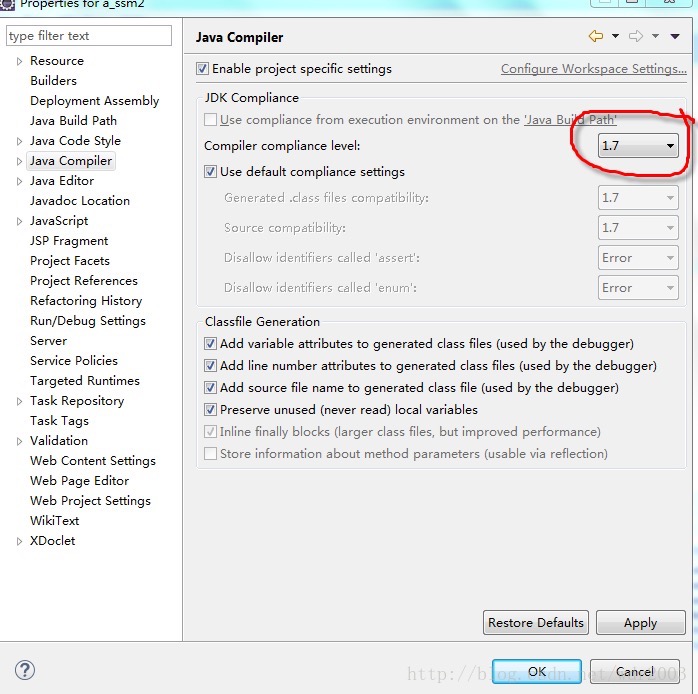 Properties for a_ssm2
type filter text
Resource
Builders
Deployment Assembly
Java Build Path
Java Code Style
Java Compiler
Java Editor
Javadoc Location
JavaScript
JSP Fragment
Project Facets
Project References
Refactoring History
Run/Debug Settings
Server
Service Policies
Targeted Runtimes
Task Repository
Task Tags
Validation
Web Content Settings
Web Page Editor
Web Project Settings
WikiText
XDoclet
Java Compiler
Enable project specific settings Configure Workspace Settings...
JDK Compliance
Use compliance from execution environment on the 'Java Build Path'
Compiler compliance level: 1.7
Use default compliance settings
Generated .class files compatibility: 1.7
Source compatibility: 1.7
Disallow identifiers called 'assert': Error
Disallow identifiers called 'enum': Error
Classfile Generation
Add variable attributes to generated class files (used by the debugger)
Add line number attributes to generated class files (used by the debugger)
Add source file name to generated class file (used by the debugger)
Preserve unused (never read) local variables
Inline finally blocks (larger class files, but improved performance)
Store information about method parameters (usable via reflection)
Restore Defaults Apply
OK Cancel